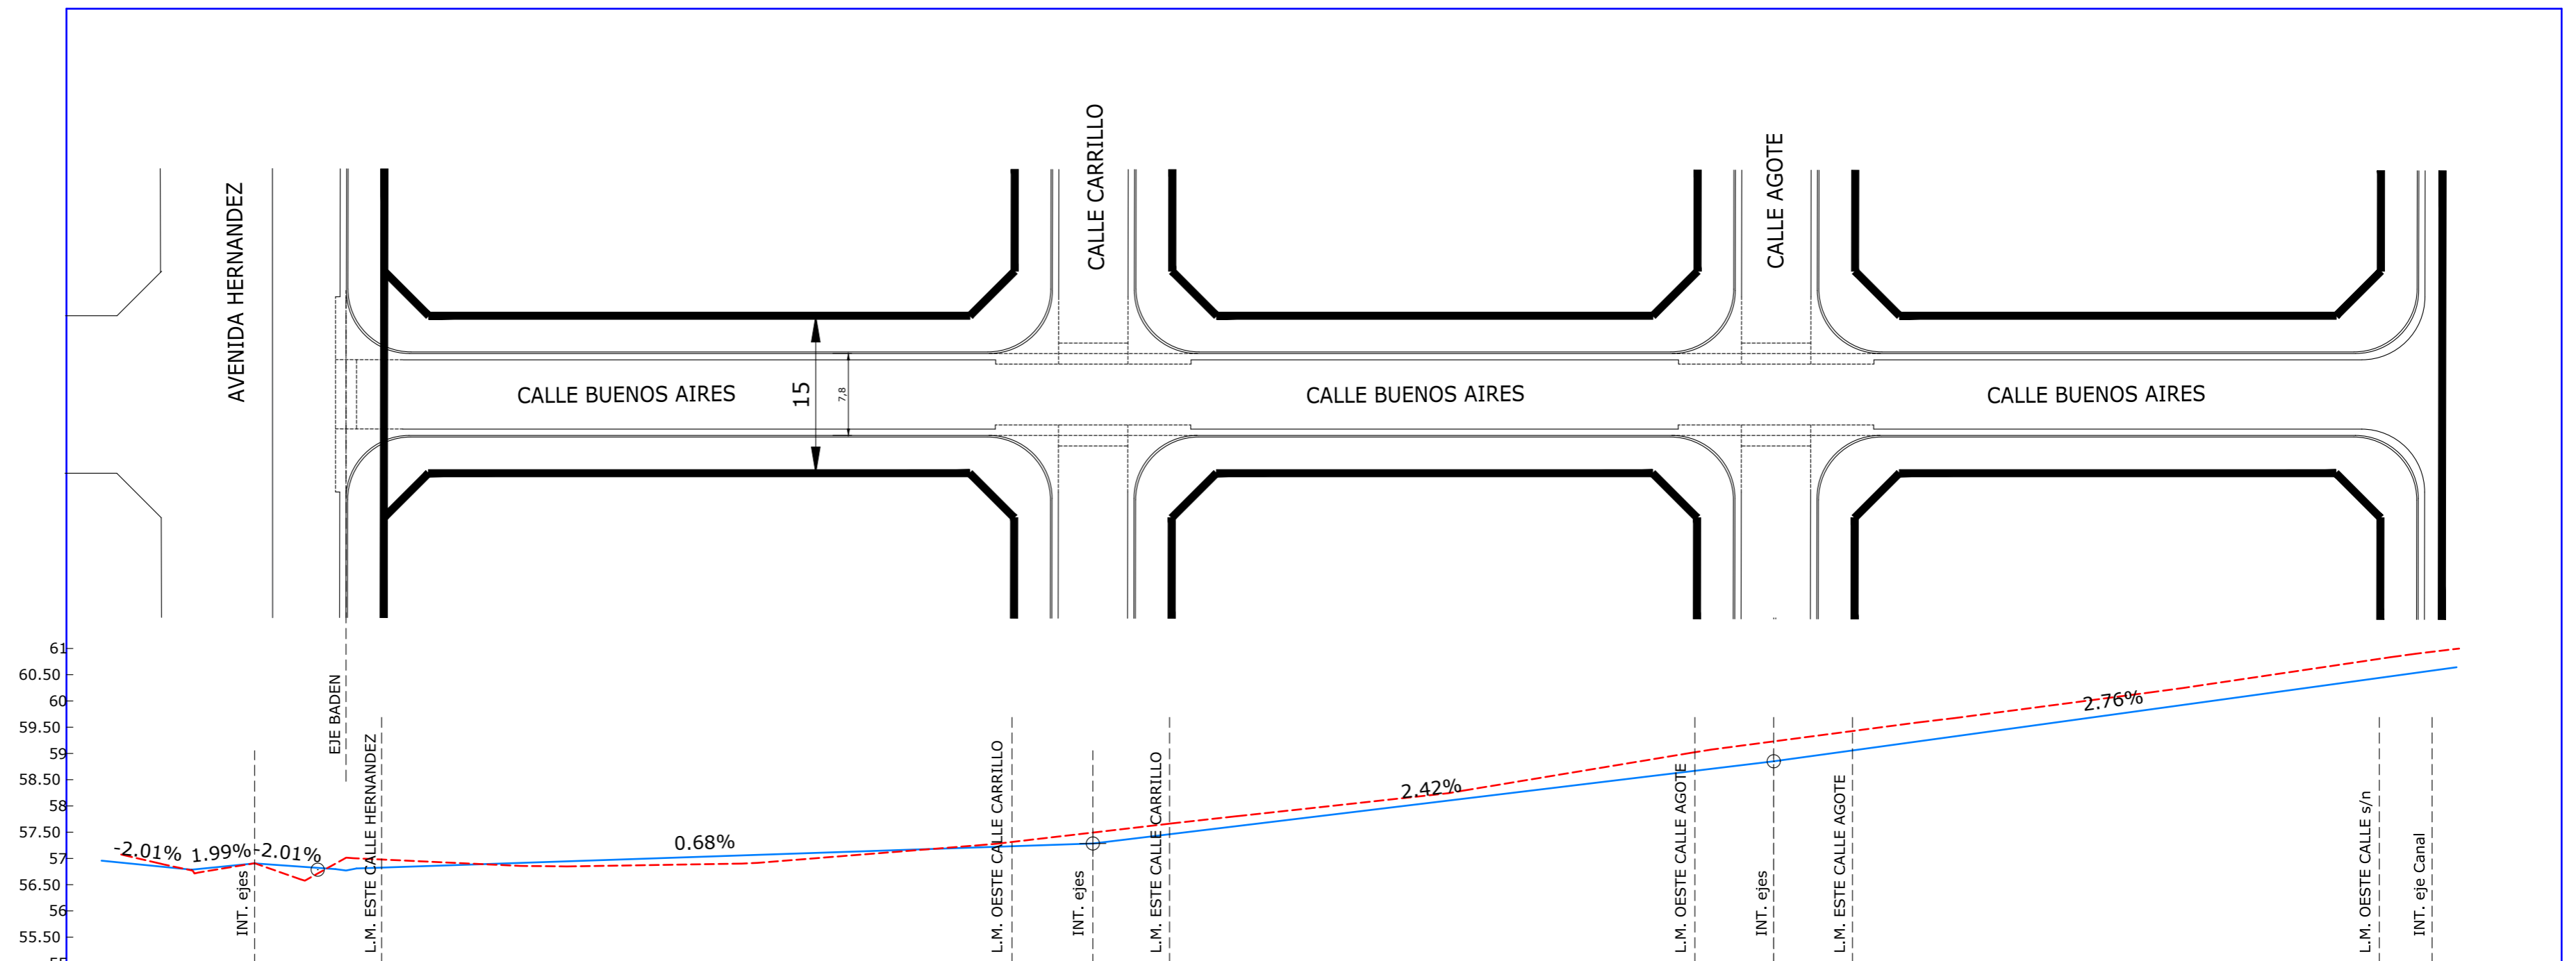 AVENIDA HERNANDEZ
CALLE CARRILLO
CALLE AGOTE
CALLE BUENOS AIRES
15
7,8
CALLE BUENOS AIRES
CALLE BUENOS AIRES
61
60.50
60
59.50
59
58.50
58
57.50
57
56.50
56
55.50
-2.01%
1.99%
-2.01%
0.68%
2.42%
2.76%
INT. ejes
EJE BADEN
L.M. ESTE CALLE HERNANDEZ
L.M. OESTE CALLE CARRILLO
INT. ejes
L.M. ESTE CALLE CARRILLO
L.M. OESTE CALLE AGOTE
INT. ejes
L.M. ESTE CALLE AGOTE
L.M. OESTE CALLE s/n
INT. eje Canal